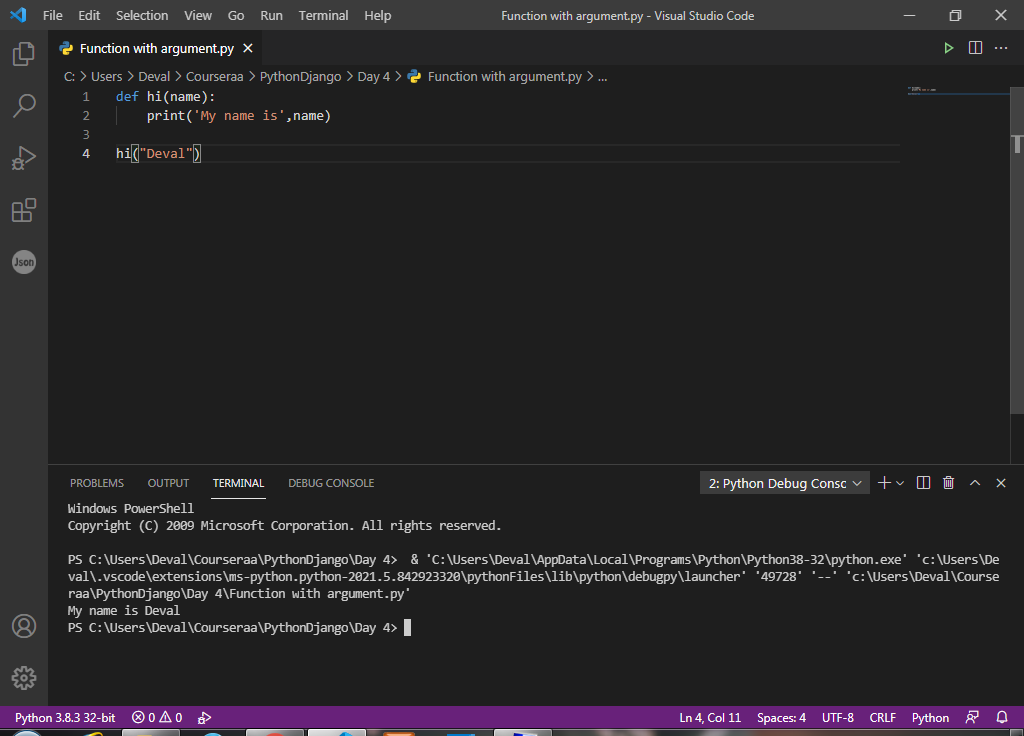 File Edit Selection View Go Run Terminal Help Function with argument.py - Visual Studio Code
Function with argument.py
C: > Users > Deval > Courseraa > PythonDjango > Day 4 > Function with argument.py > ...
1 def hi(name):
2     print('My name is',name)
3
4 hi("Deval")
Json
PROBLEMS OUTPUT TERMINAL DEBUG CONSOLE 2: Python Debug Consc
Windows PowerShell
Copyright (C) 2009 Microsoft Corporation. All rights reserved.
PS C:\Users\Deval\Courseraa\PythonDjango\Day 4>  & 'C:\Users\Deval\AppData\Local\Programs\Python\Python38-32\python.exe' 'c:\Users\De
val\.vscode\extensions\ms-python.python-2021.5.842923320\pythonFiles\lib\python\debugpy\launcher' '49728' '--' 'c:\Users\Deval\Course
raa\PythonDjango\Day 4\Function with argument.py'
My name is Deval
PS C:\Users\Deval\Courseraa\PythonDjango\Day 4>
Python 3.8.3 32-bit 0 0 Ln 4, Col 11 Spaces: 4 UTF-8 CRLF Python